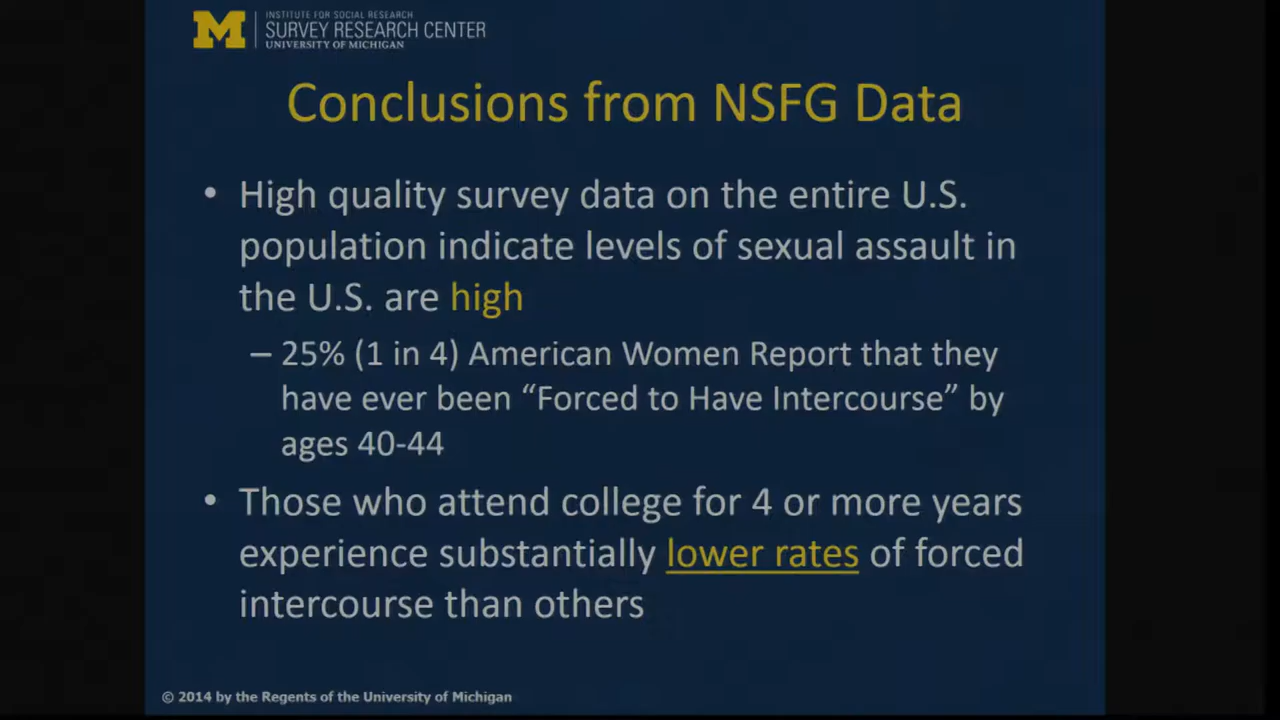 M
INSTITUTE FOR SOCIAL RESEARCH
SURVEY RESEARCH CENTER
UNIVERSITY OF MICHIGAN
Conclusions from NSFG Data
• High quality survey data on the entire U.S.
population indicate levels of sexual assault in
the U.S. are high
– 25% (1 in 4) American Women Report that they
have ever been “Forced to Have Intercourse” by
ages 40-44
• Those who attend college for 4 or more years
experience substantially lower rates of forced
intercourse than others
© 2014 by the Regents of the University of Michigan